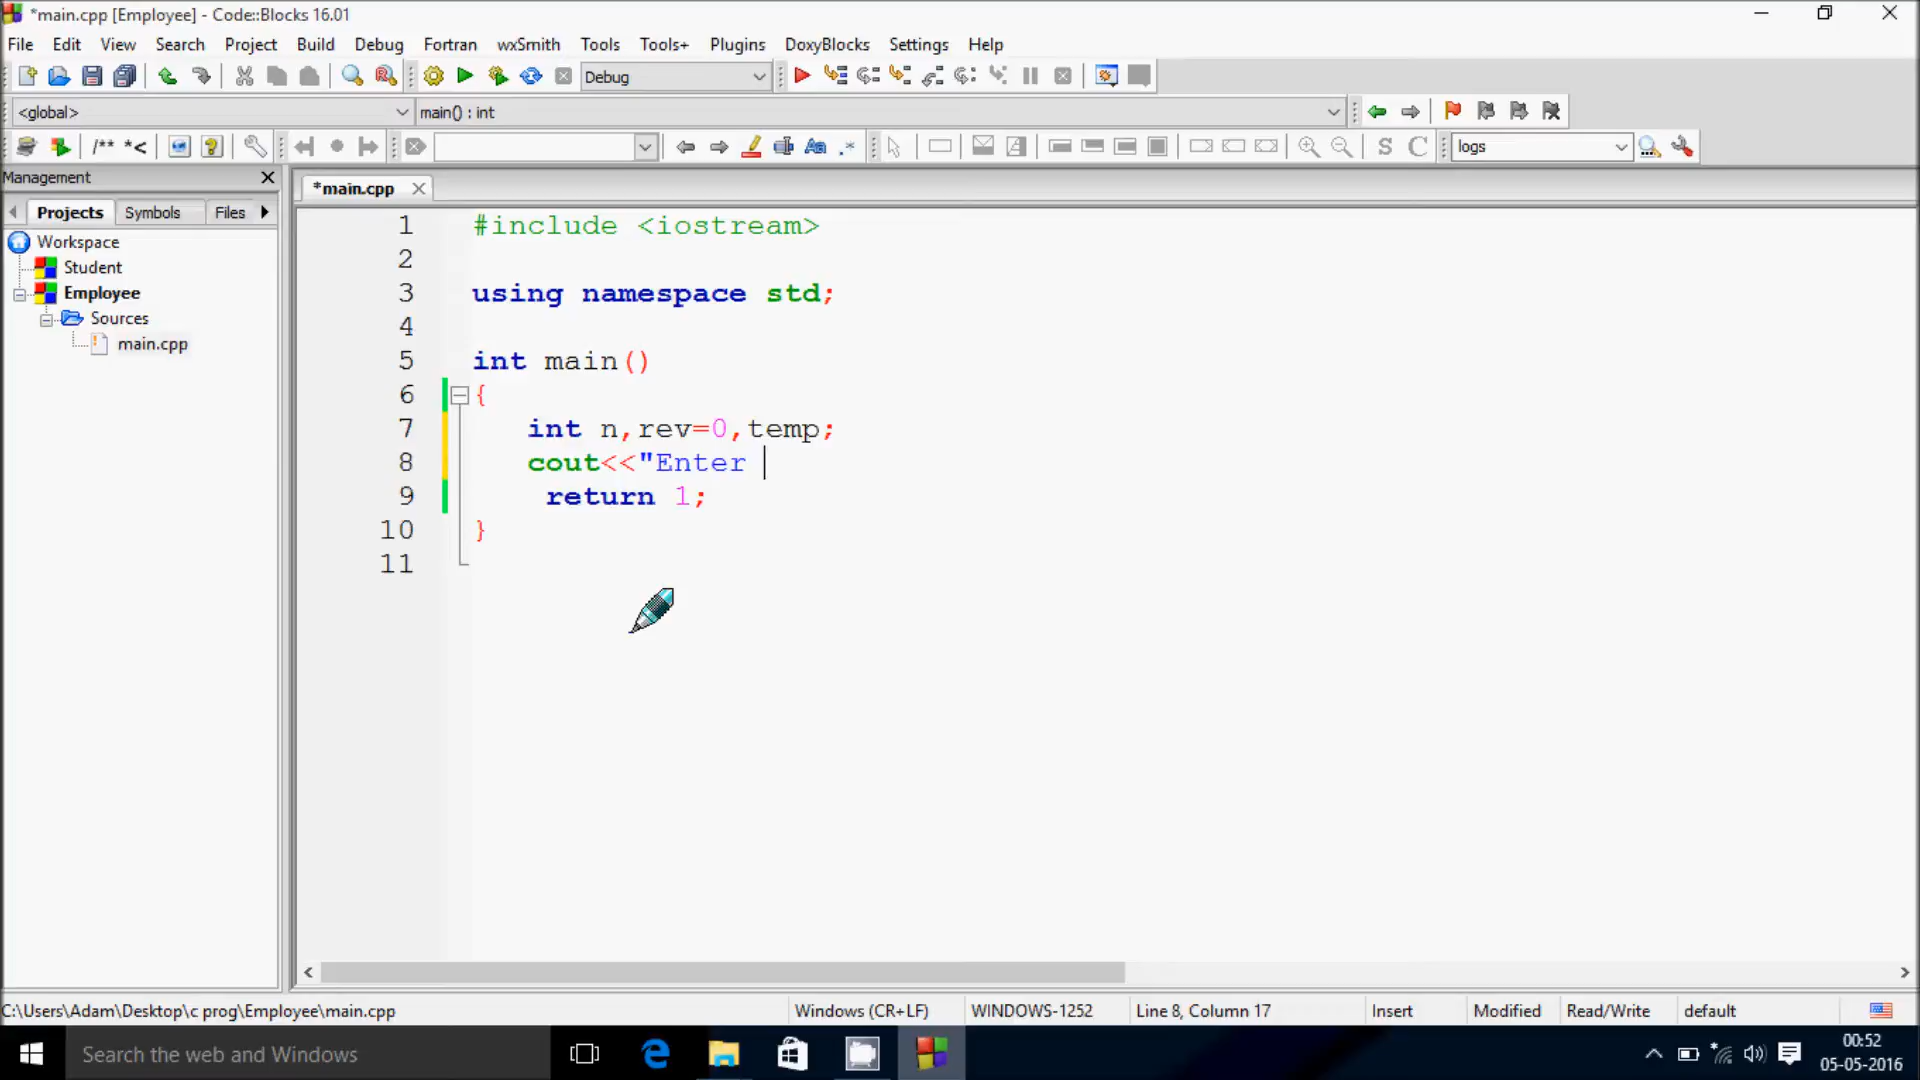 *main.cpp [Employee] - Code::Blocks 16.01
File Edit View Search Project Build Debug Fortran wxSmith Tools Tools+ Plugins DoxyBlocks Settings Help
Debug
<global> main() : int
/** *< Aa .* S C logs
Management
Projects Symbols Files
*main.cpp
Workspace
Student
Employee
Sources
main.cpp
1 #include <iostream>
2
3 using namespace std;
4
5 int main()
6 {
7 int n,rev=0,temp;
8 cout<<"Enter
9 return 1;
10 }
11
C:\Users\Adam\Desktop\c prog\Employee\main.cpp Windows (CR+LF) WINDOWS-1252 Line 8, Column 17 Insert Modified Read/Write default
Search the web and Windows
00:52
05-05-2016